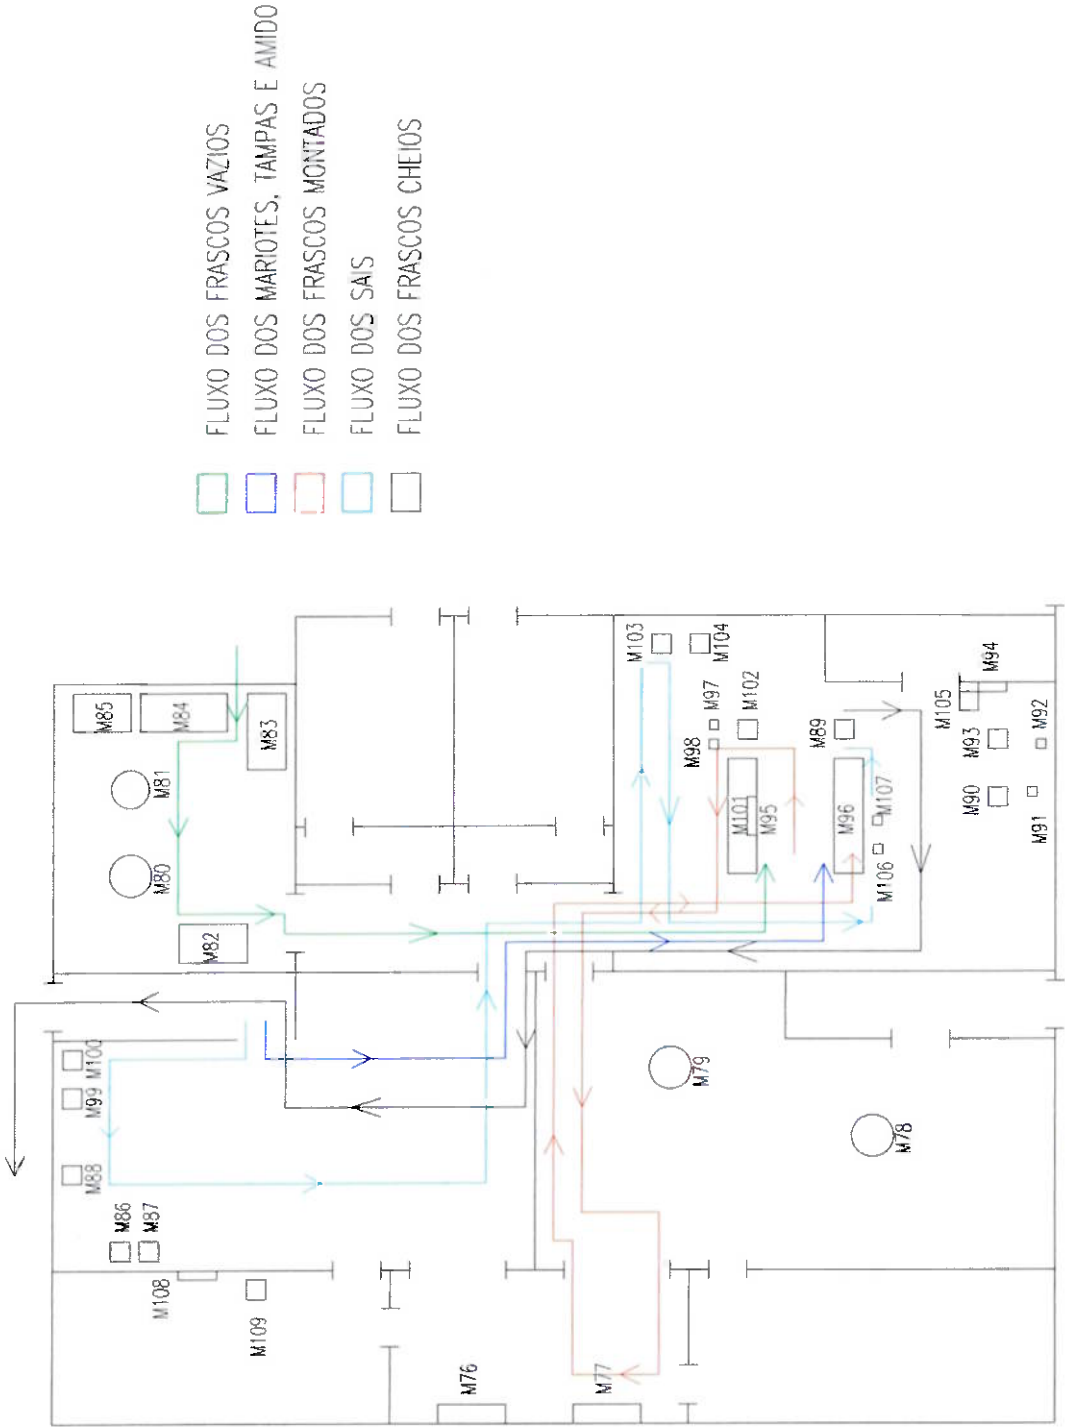 FLUXO DOS FRASCOS VAZIOS
FLUXO DOS MARIOTES, TAMPAS E AMIDO
FLUXO DOS FRASCOS MONTADOS
FLUXO DOS SAIS
FLUXO DOS FRASCOS CHEIOS
M85
M84
M83
M81
M80
M82
M100
M99
M88
M86
M87
M108
M109
M76
M77
M79
M78
M103
M104
M97
M98
M102
M101
M95
M89
M96
M107
M106
M105
M94
M93
M92
M90
M91